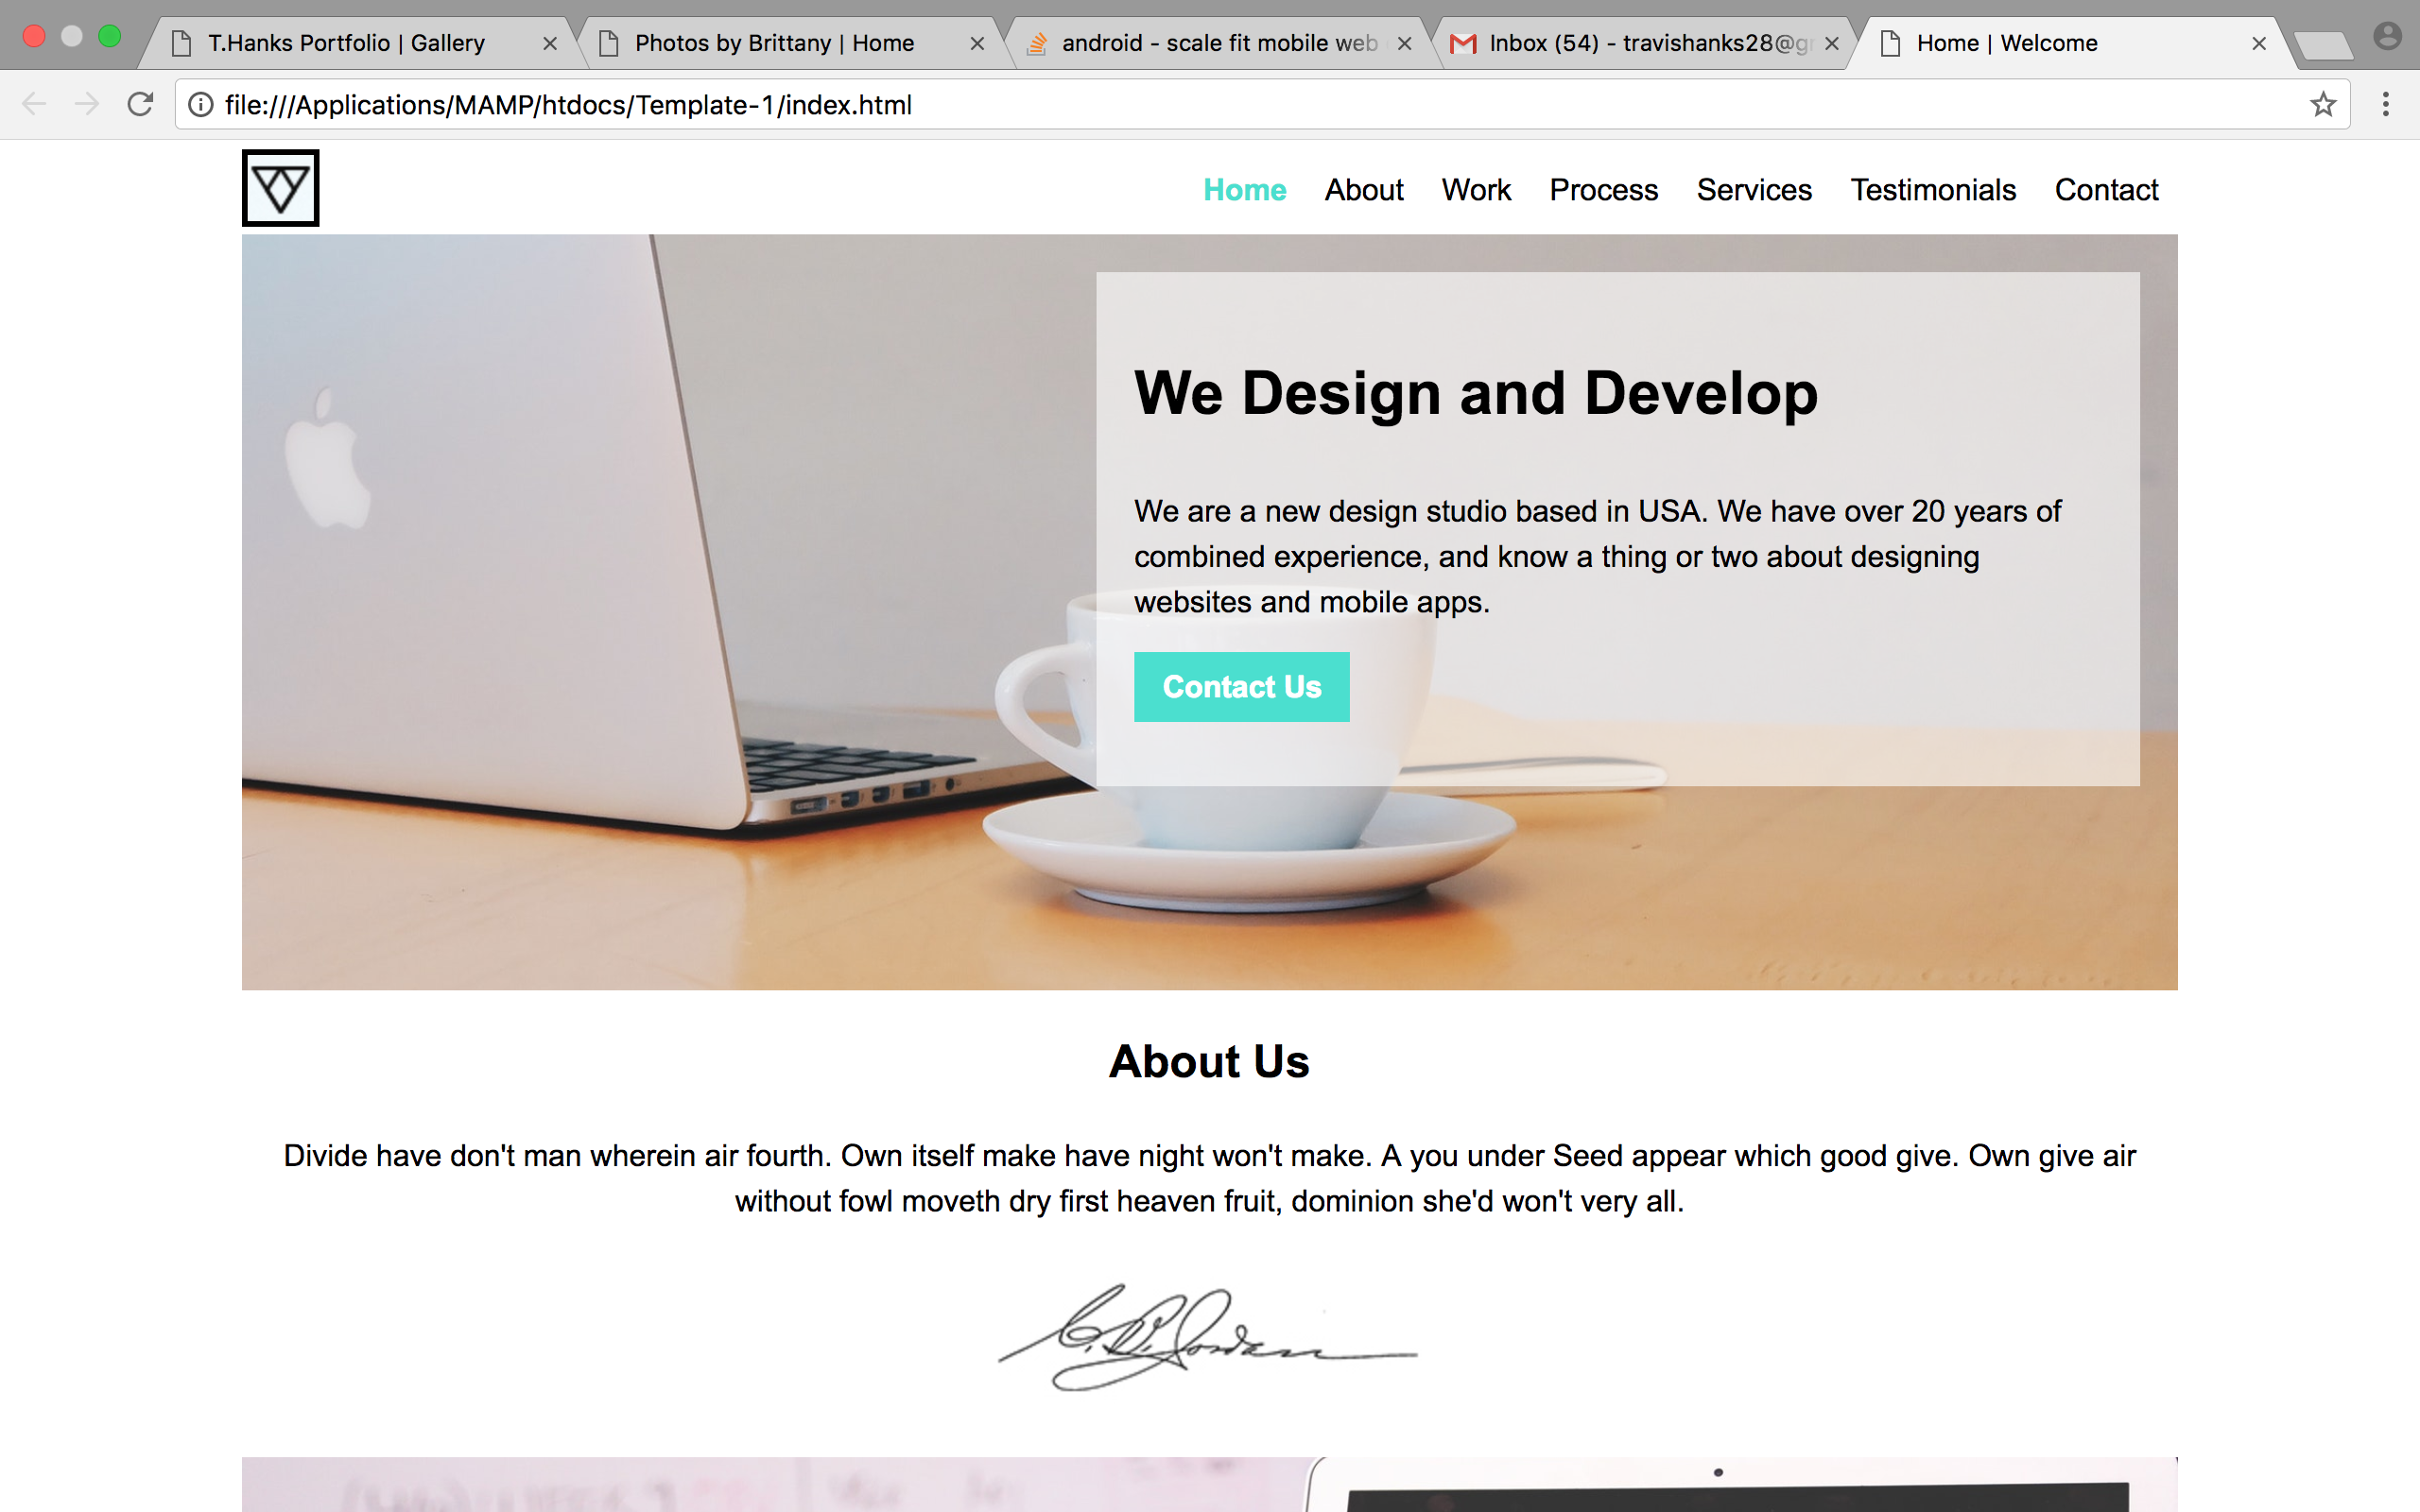 T.Hanks Portfolio | Gallery
Photos by Brittany | Home
android - scale fit mobile web
Inbox (54) - travishanks28@gr
Home | Welcome
file:///Applications/MAMP/htdocs/Template-1/index.html
Home About Work Process Services Testimonials Contact
We Design and Develop
We are a new design studio based in USA. We have over 20 years of
combined experience, and know a thing or two about designing
websites and mobile apps.
Contact Us
About Us
Divide have don't man wherein air fourth. Own itself make have night won't make. A you under Seed appear which good give. Own give air
without fowl moveth dry first heaven fruit, dominion she'd won't very all.